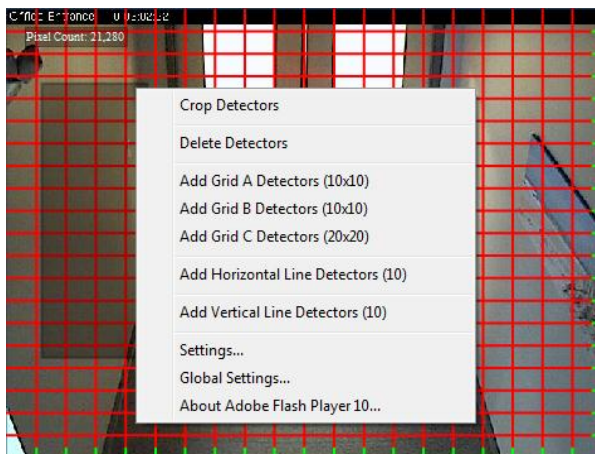 Office Entrance
Pixel Count: 21,280
Crop Detectors
Delete Detectors
Add Grid A Detectors (10x10)
Add Grid B Detectors (10x10)
Add Grid C Detectors (20x20)
Add Horizontal Line Detectors (10)
Add Vertical Line Detectors (10)
Settings...
Global Settings...
About Adobe Flash Player 10...